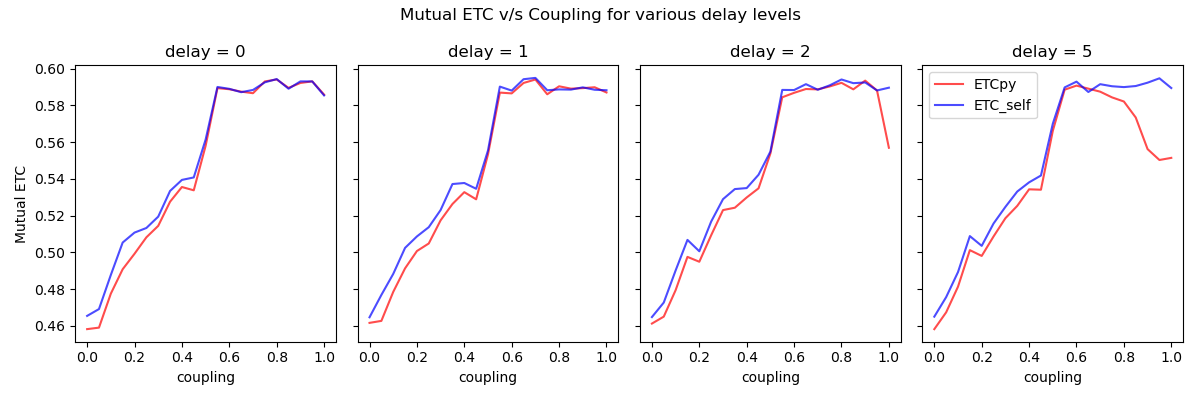 Mutual ETC v/s Coupling for various delay levels
delay = 0
delay = 1
delay = 2
delay = 5
Mutual ETC
0.60
0.58
0.56
0.54
0.52
0.50
0.48
0.46
ETCpy
ETC_self
0.0 0.2 0.4 0.6 0.8 1.0
0.0 0.2 0.4 0.6 0.8 1.0
0.0 0.2 0.4 0.6 0.8 1.0
0.0 0.2 0.4 0.6 0.8 1.0
coupling
coupling
coupling
coupling